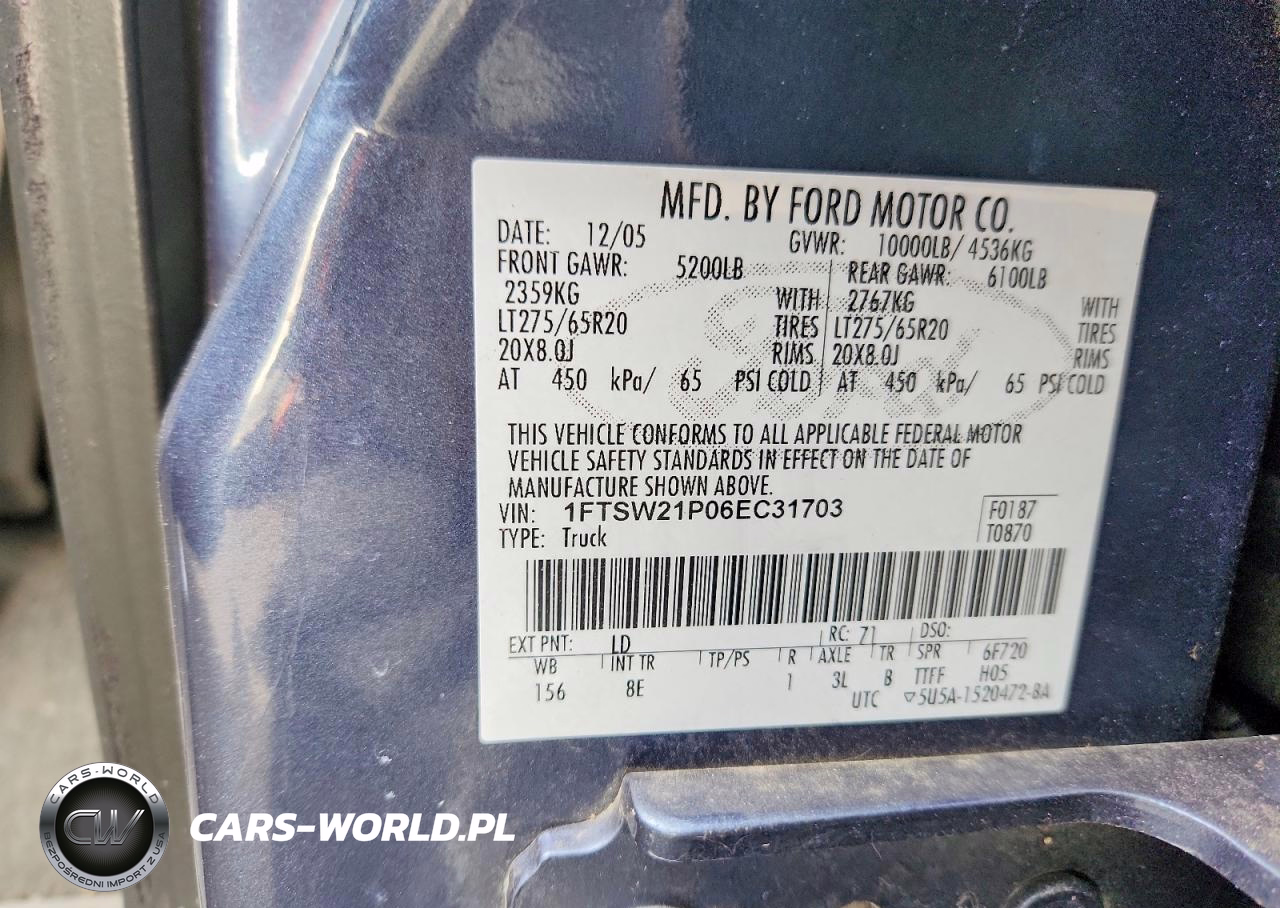 MFD. BY FORD MOTOR CO.
DATE: 12/05 GVWR: 10000LB/ 4536KG
FRONT GAWR: 5200LB REAR GAWR: 6100LB
2359KG WITH 2767KG WITH
LT275/65R20 TIRES LT275/65R20 TIRES
20X8.0J RIMS 20X8.0J RIMS
AT 450 kPa/ 65 PSI COLD AT 450 kPa/ 65 PSI COLD
THIS VEHICLE CONFORMS TO ALL APPLICABLE FEDERAL MOTOR
VEHICLE SAFETY STANDARDS IN EFFECT ON THE DATE OF
MANUFACTURE SHOWN ABOVE.
VIN: 1FTSW21P06EC31703 F0187
TYPE: Truck T0870
EXT PNT: LD RC: 71 DSO:
WB INT TR TP/PS R AXLE TR SPR 6F720
156 8E 1 3L B TTFF H05
UTC ▽5U5A-1520472-BA
CARS-WORLD
CW
BEZPOŚREDNI IMPORT Z USA
CARS-WORLD.PL